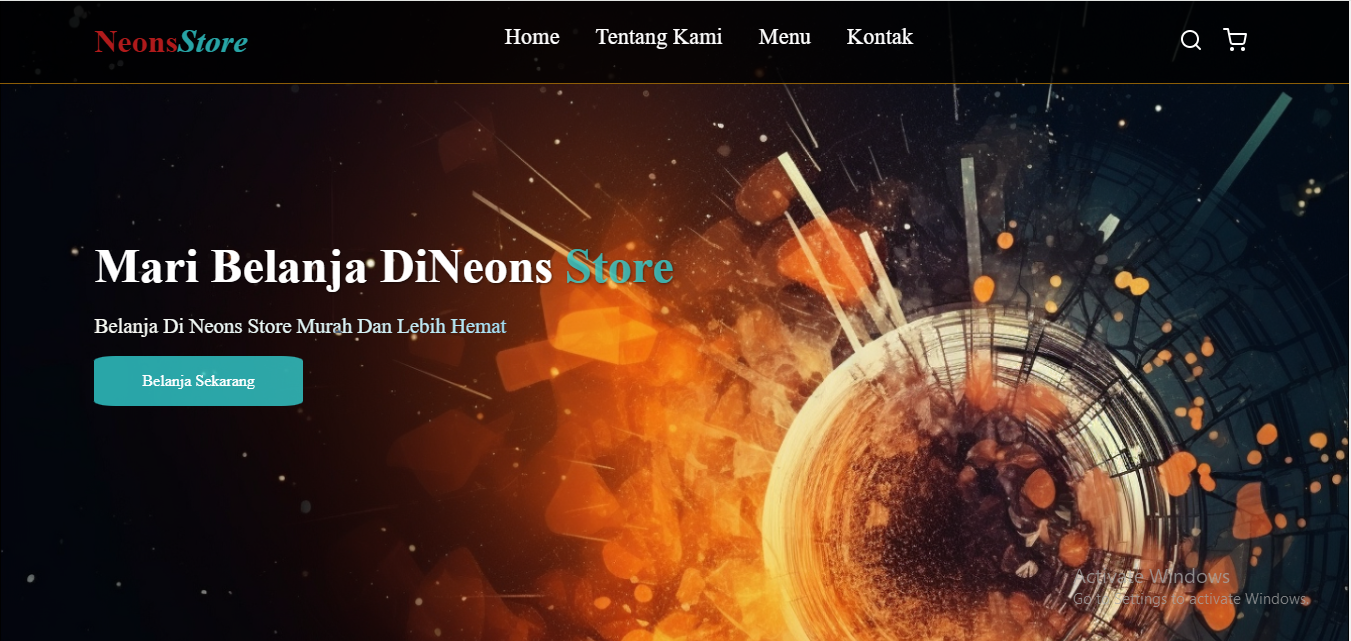 NeonsStore
Home Tentang Kami Menu Kontak
Mari Belanja DiNeons Store
Belanja Di Neons Store Murah Dan Lebih Hemat
Belanja Sekarang
Activate Windows
Go to Settings to activate Windows.